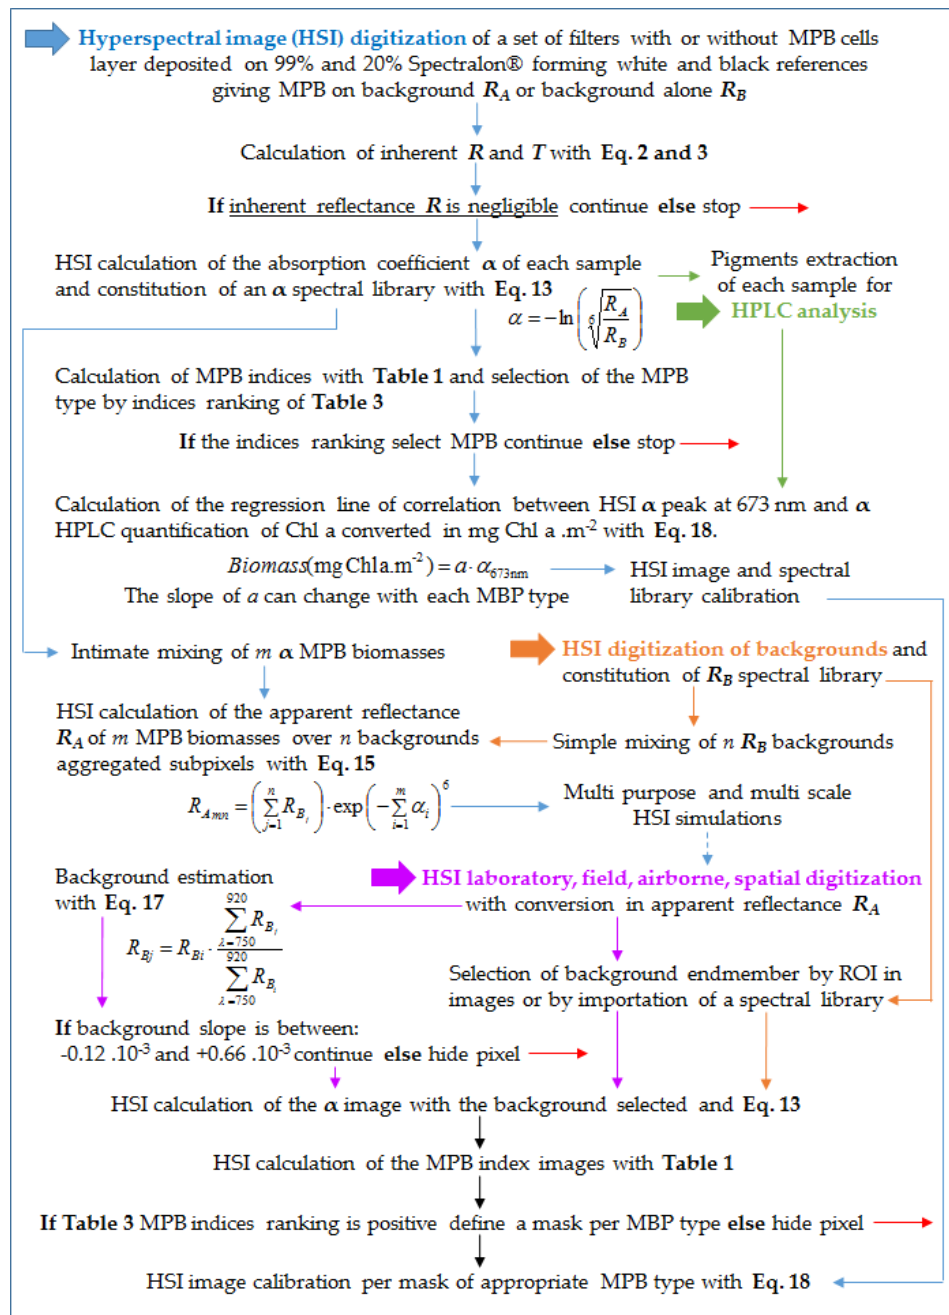 Hyperspectral image (HSI) digitization of a set of filters with or without MPB cells
layer deposited on 99% and 20% Spectralon® forming white and black references
giving MPB on background R_A or background alone R_B
Calculation of inherent R and T with Eq. 2 and 3
If inherent reflectance R is negligible continue else stop
HSI calculation of the absorption coefficient α of each sample
and constitution of an α spectral library with Eq. 13
α = −ln(⁶√(R_A / R_B))
Pigments extraction
of each sample for
HPLC analysis
Calculation of MPB indices with Table 1 and selection of the MPB
type by indices ranking of Table 3
If the indices ranking select MPB continue else stop
Calculation of the regression line of correlation between HSI α peak at 673 nm and α
HPLC quantification of Chl a converted in mg Chl a .m⁻² with Eq. 18.
Biomass(mg Chla.m⁻²) = a · α_673nm
The slope of a can change with each MBP type
HSI image and spectral
library calibration
Intimate mixing of m α MPB biomasses
HSI digitization of backgrounds and
constitution of R_B spectral library
HSI calculation of the apparent reflectance
R_A of m MPB biomasses over n backgrounds
aggregated subpixels with Eq. 15
Simple mixing of n R_B backgrounds
R_Amn = (∑_{j=1}^{n} R_{B_j}) · exp(−∑_{i=1}^{m} α_i)⁶
Multi purpose and multi scale
HSI simulations
Background estimation
with Eq. 17
R_Bj = R_Bi · ∑_{λ=750}^{920} R_{B_j} / ∑_{λ=750}^{920} R_{B_i}
HSI laboratory, field, airborne, spatial digitization
with conversion in apparent reflectance R_A
Selection of background endmember by ROI in
images or by importation of a spectral library
If background slope is between:
-0.12 .10⁻³ and +0.66 .10⁻³ continue else hide pixel
HSI calculation of the α image with the background selected and Eq. 13
HSI calculation of the MPB index images with Table 1
If Table 3 MPB indices ranking is positive define a mask per MBP type else hide pixel
HSI image calibration per mask of appropriate MPB type with Eq. 18